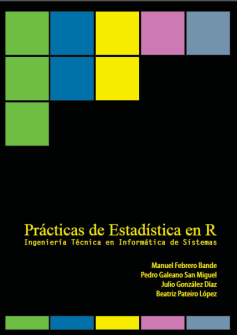 Prácticas de Estadística en R
Ingeniería Técnica en Informática de Sistemas
Manuel Febrero Bande
Pedro Galeano San Miguel
Julio González Díaz
Beatriz Pateiro López